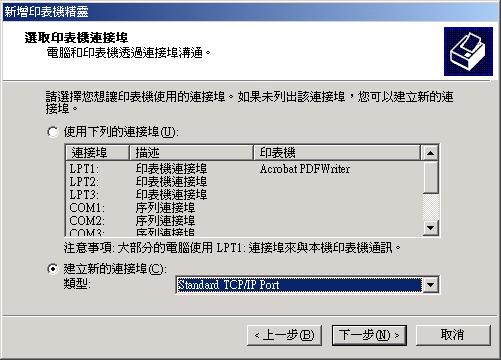 新增印表機精靈
選取印表機連接埠
電腦和印表機透過連接埠溝通。
請選擇您想讓印表機使用的連接埠。如果未列出該連接埠，您可以建立新的連
接埠。
使用下列的連接埠(U):
連接埠 描述 印表機
LPT1: 印表機連接埠 Acrobat PDFWriter
LPT2: 印表機連接埠
LPT3: 印表機連接埠
COM1: 序列連接埠
COM2: 序列連接埠
COM3: 序列連接埠
注意事項: 大部分的電腦使用 LPT1: 連接埠來與本機印表機通訊。
建立新的連接埠(C):
類型: Standard TCP/IP Port
<上一步(B) 下一步(N)> 取消